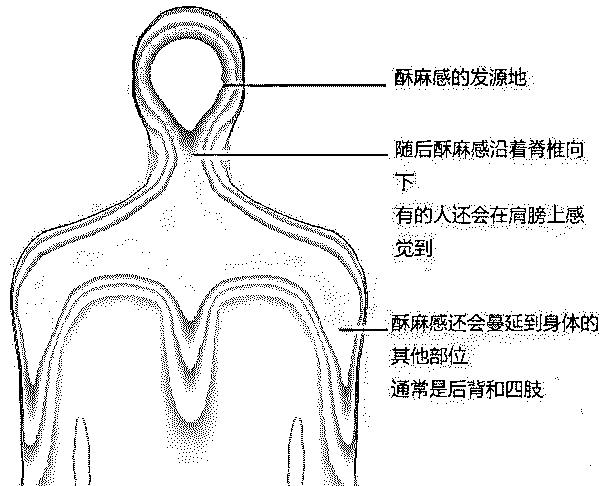 酥麻感的发源地
随后酥麻感沿着脊椎向
下
有的人还会在肩膀上感
觉到
酥麻感还会蔓延到身体的
其他部位
通常是后背和四肢